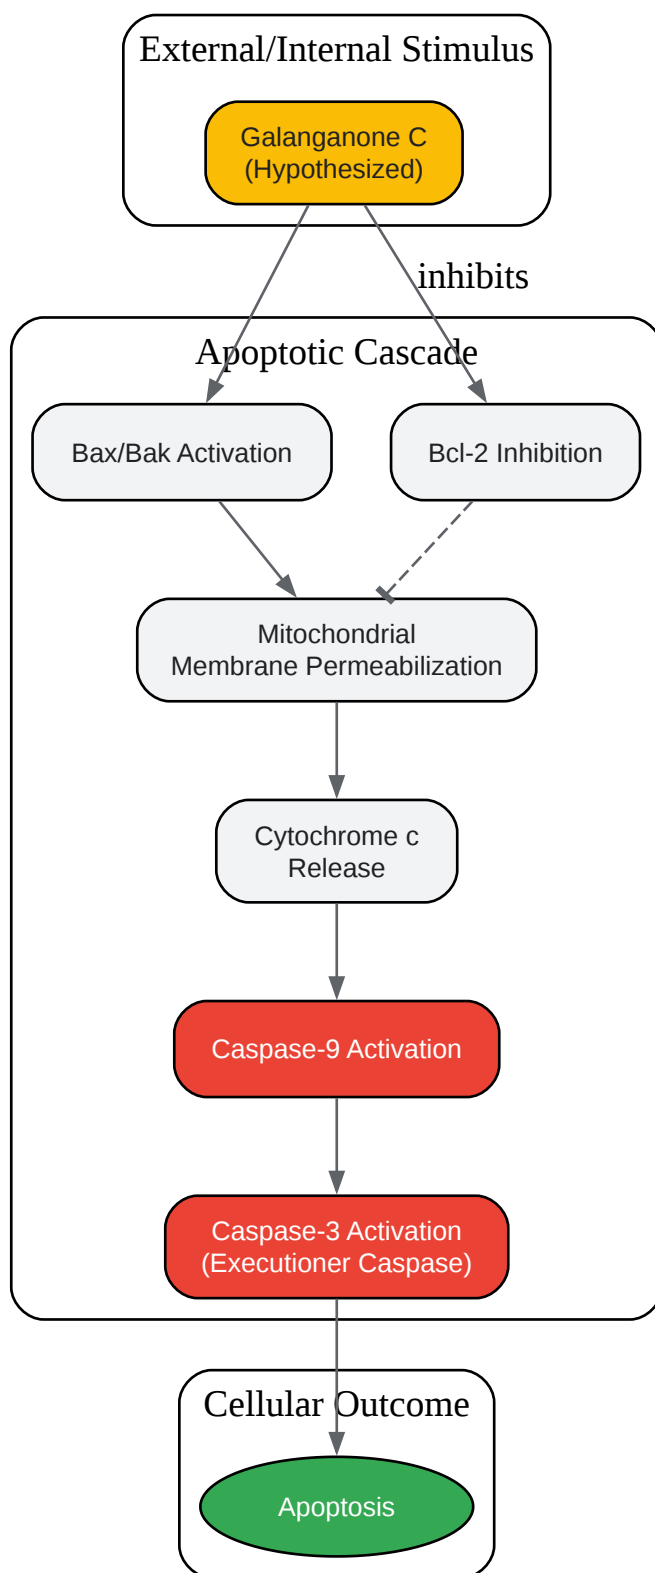 External/Internal Stimulus
Galanganone C
(Hypothesized)
inhibits
Apoptotic Cascade
Bax/Bak Activation
Bcl-2 Inhibition
Mitochondrial
Membrane Permeabilization
Cytochrome c
Release
Caspase-9 Activation
Caspase-3 Activation
(Executioner Caspase)
Cellular Outcome
Apoptosis